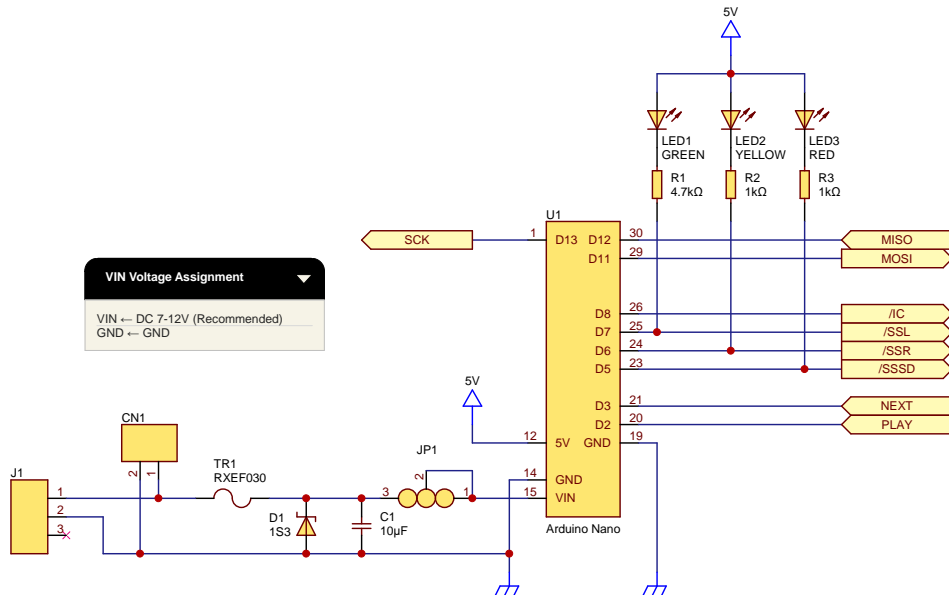 5V
LED1
GREEN
LED2
YELLOW
LED3
RED
R1
4.7kΩ
R2
1kΩ
R3
1kΩ
U1
SCK
1
D13
D12
30
MISO
D11
29
MOSI
VIN Voltage Assignment
VIN ← DC 7-12V (Recommended)
GND ← GND
D8
26
/IC
D7
25
/SSL
D6
24
/SSR
D5
23
/SSSD
5V
D3
21
NEXT
D2
20
PLAY
12
5V
GND
19
CN1
2
1
JP1
TR1
RXEF030
3
2
1
14
GND
15
VIN
J1
1
2
3
D1
1S3
C1
10µF
Arduino Nano